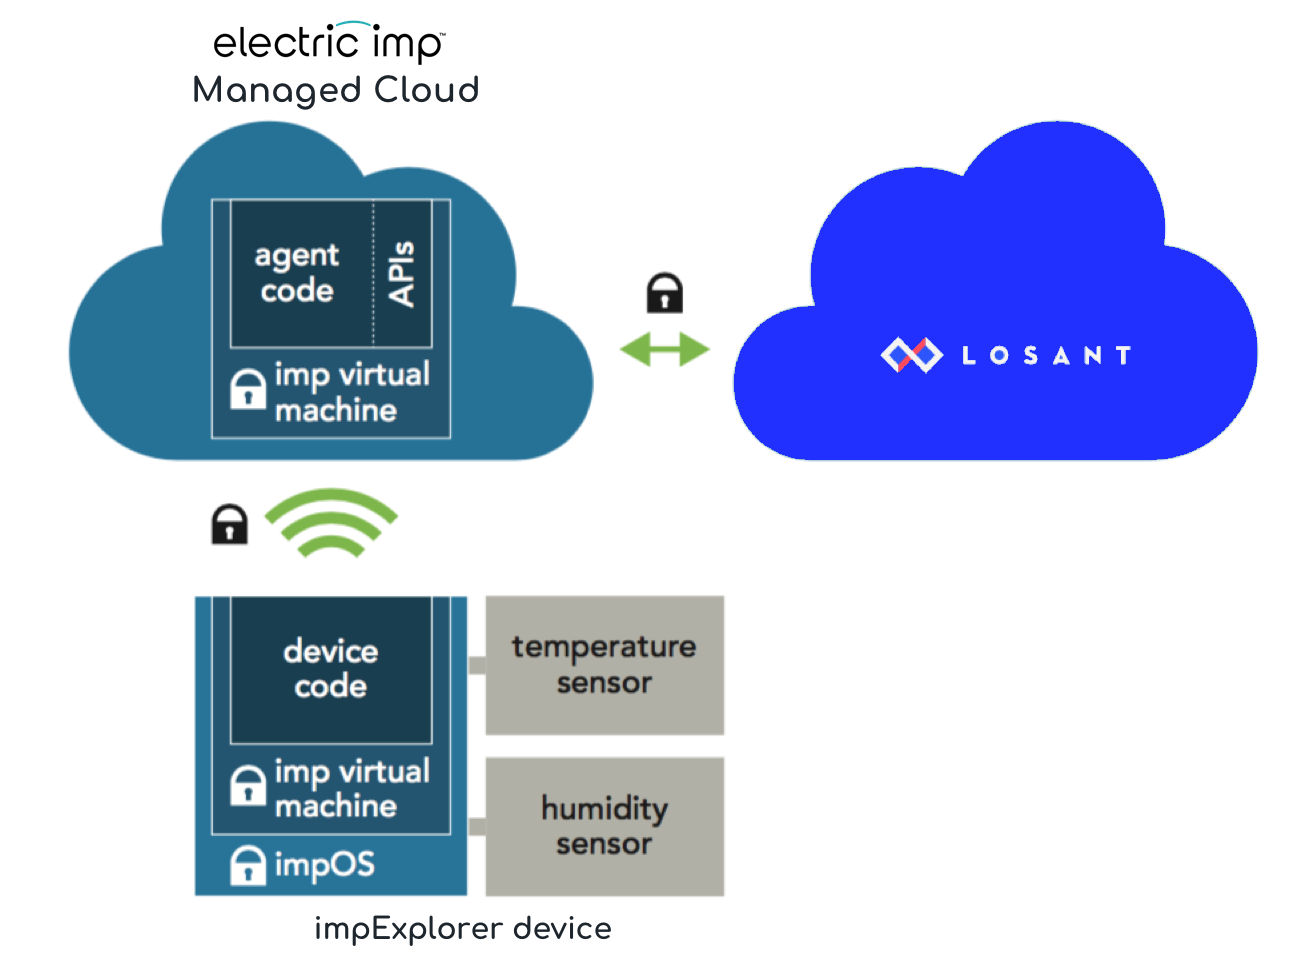 electric imp™
Managed Cloud
agent
code
APIs
imp virtual
machine
LOSANT
device
code
imp virtual
machine
impOS
temperature
sensor
humidity
sensor
impExplorer device